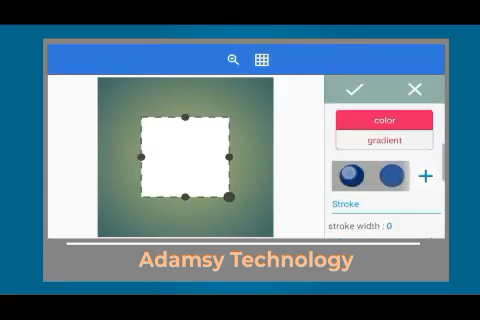 color
gradient
Stroke
stroke width : 0
Adamsy Technology